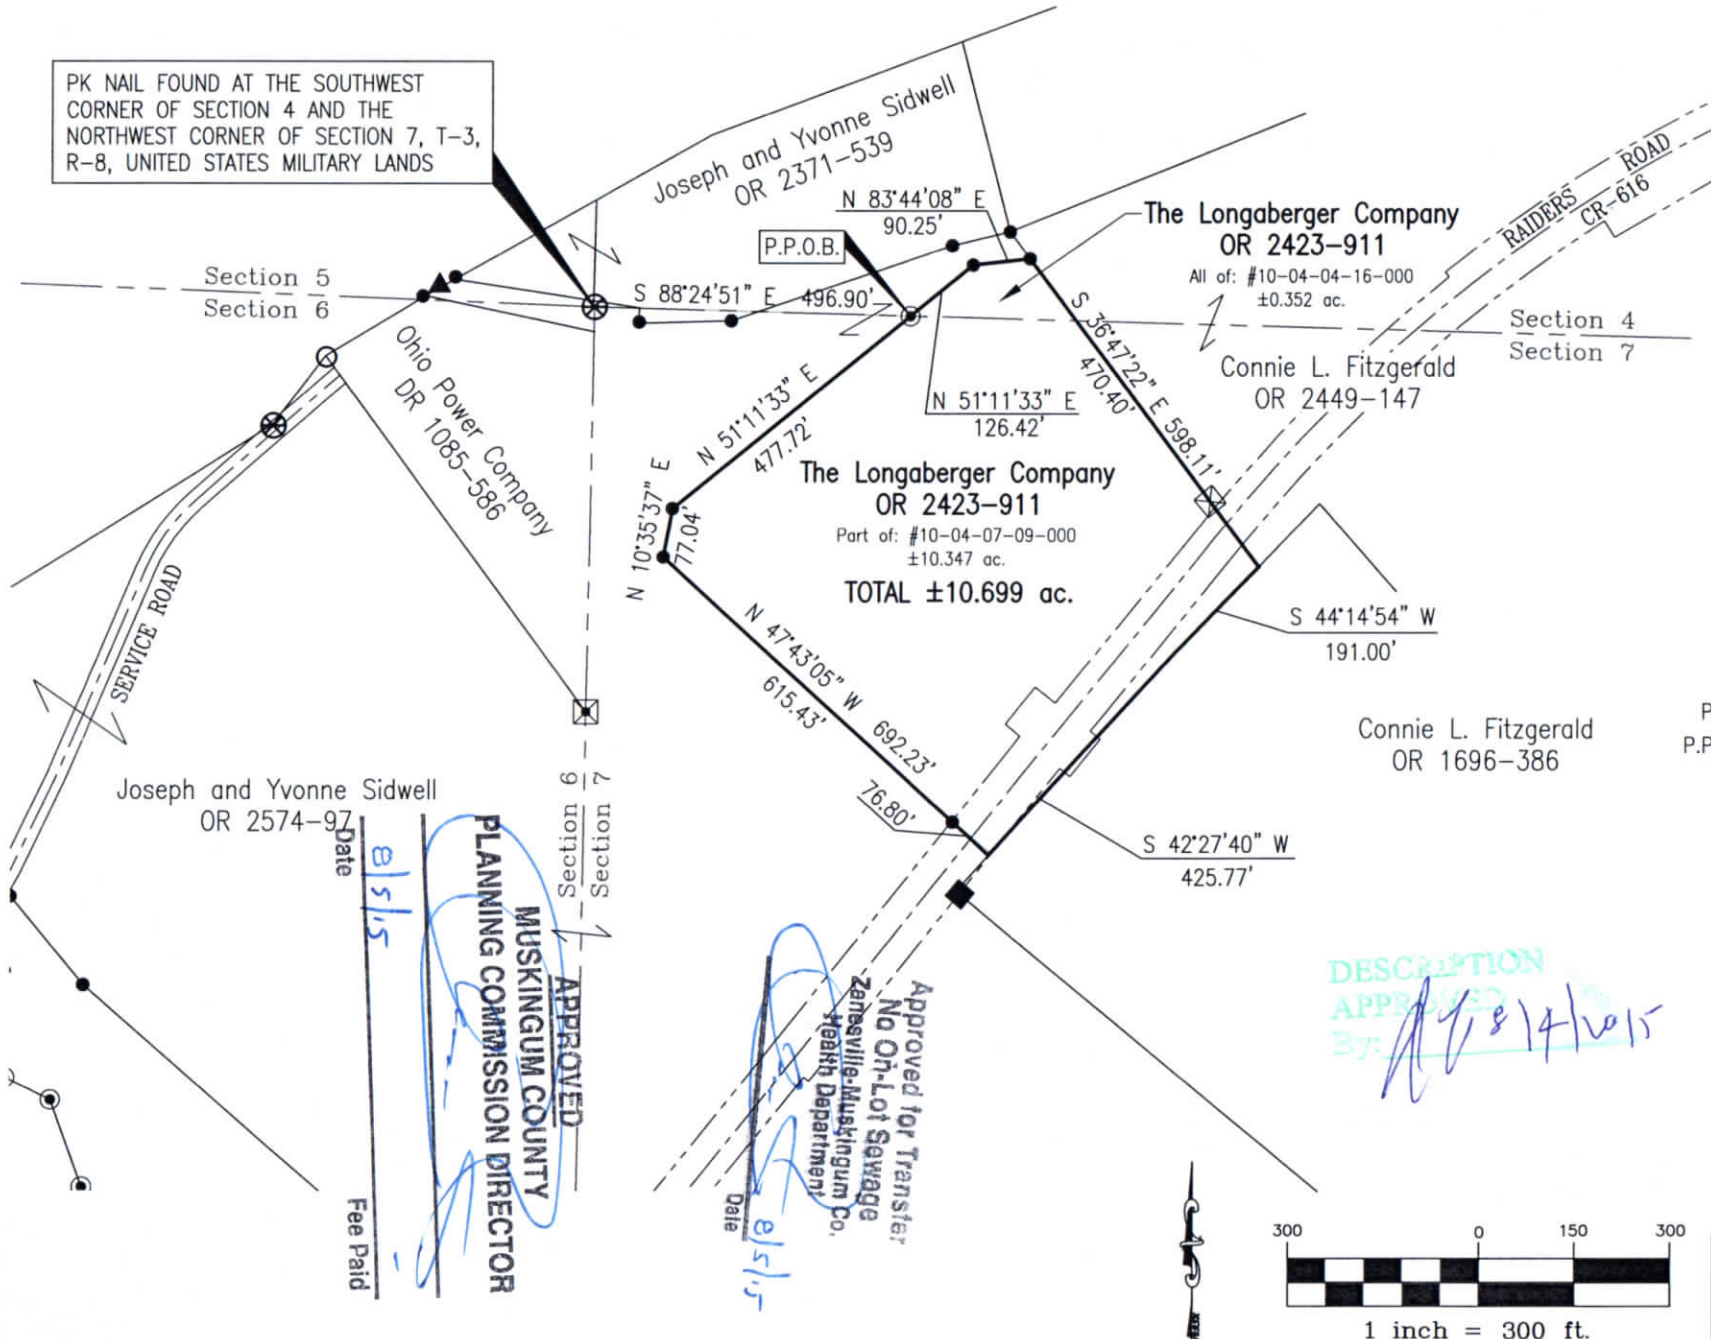 PK NAIL FOUND AT THE SOUTHWEST
CORNER OF SECTION 4 AND THE
NORTHWEST CORNER OF SECTION 7, T-3,
R-8, UNITED STATES MILITARY LANDS
Joseph and Yvonne Sidwell
OR 2371-539
N 83°44'08" E
90.25'
P.P.O.B.
The Longaberger Company
OR 2423-911
All of: #10-04-04-16-000
±0.352 ac.
RAIDERS ROAD
CR-616
Section 5
Section 6
S 88°24'51" E 496.90'
Section 4
Section 7
Ohio Power Company
DR 1085-586
N 51°11'33" E
477.72'
N 51°11'33" E
126.42'
S 36°47'22" E 598.11'
470.40'
Connie L. Fitzgerald
OR 2449-147
The Longaberger Company
OR 2423-911
Part of: #10-04-07-09-000
±10.347 ac.
TOTAL ±10.699 ac.
N 10°35'37" E
77.04'
N 47°43'05" W 692.23'
615.43'
76.80'
S 44°14'54" W
191.00'
S 42°27'40" W
425.77'
Connie L. Fitzgerald
OR 1696-386
P
P.P
SERVICE ROAD
Joseph and Yvonne Sidwell
OR 2574-97
Section 6
Section 7
APPROVED
MUSKINGUM COUNTY
PLANNING COMMISSION DIRECTOR
Date
8/5/15
Fee Paid
Approved for Transfer
No On-Lot Sewage
Zanesville-Muskingum Co.
Health Department
Date
8/5/15
DESCRIPTION
APPROVED
By:
8/4/2015
300 0 150 300
1 inch = 300 ft.